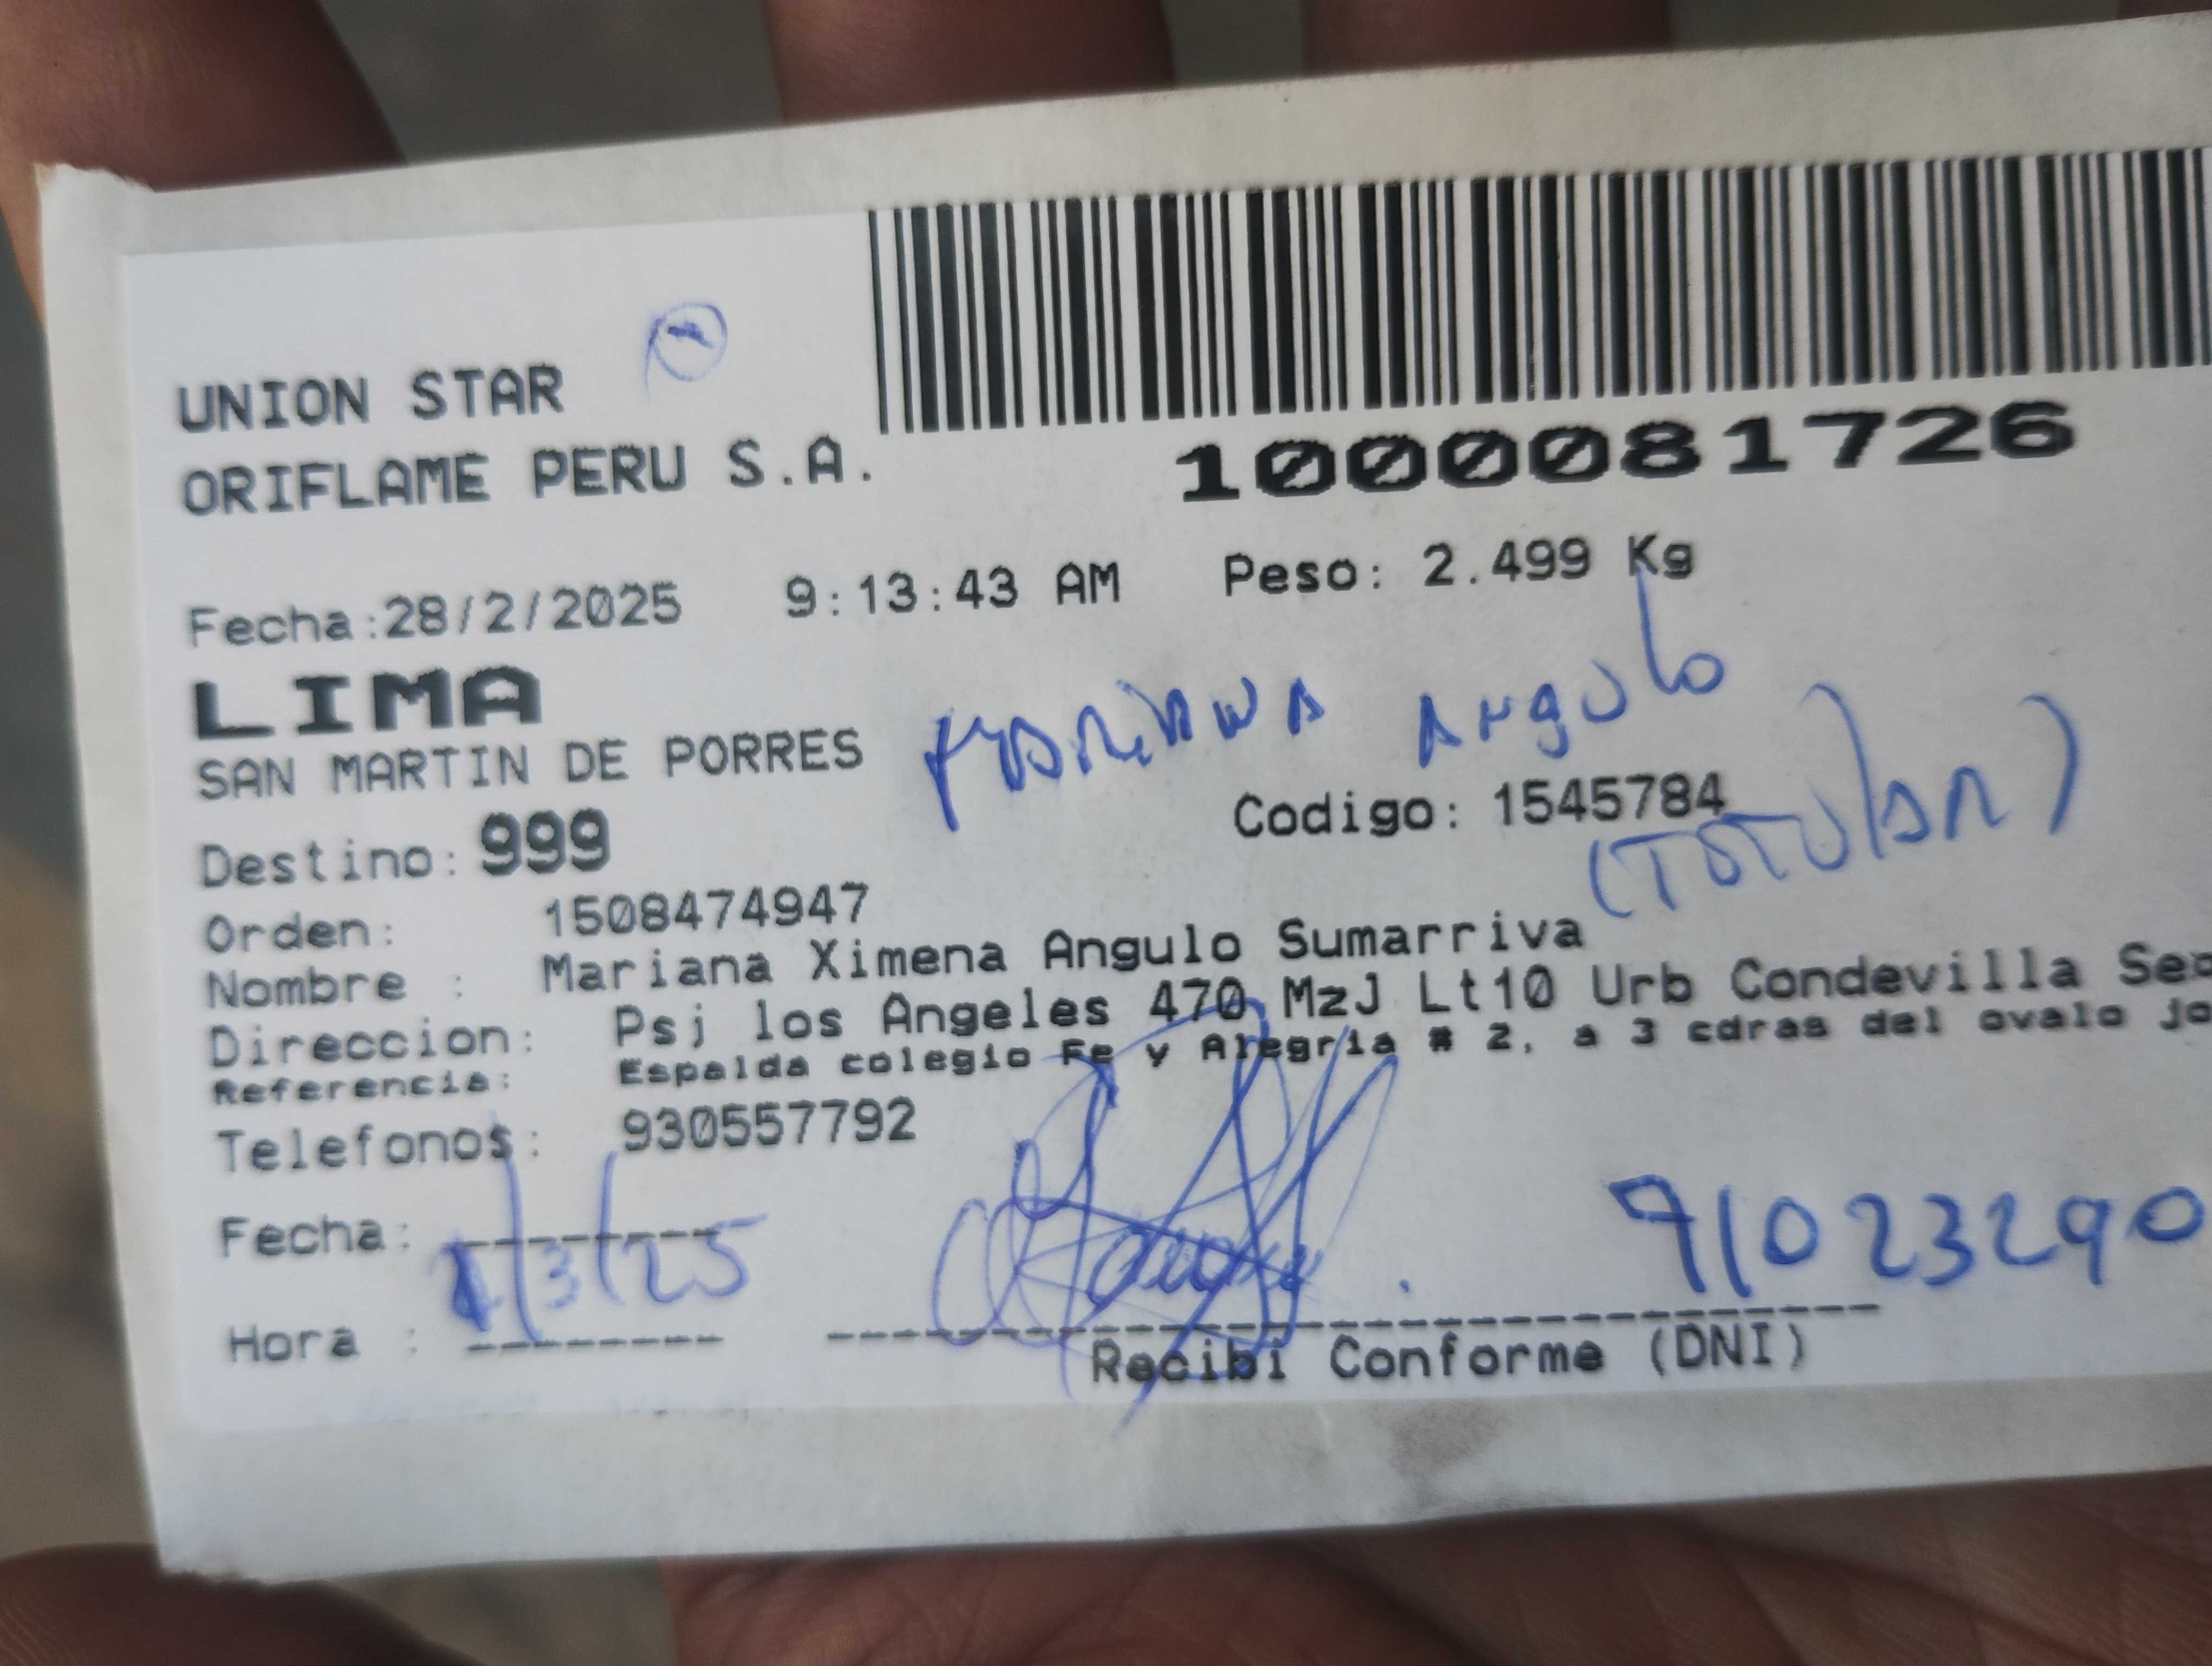 UNION STAR
ORIFLAME PERU S.A.
1000081726
Fecha:28/2/2025 9:13:43 AM Peso: 2.499 Kg
LIMA
SAN MARTIN DE PORRES
Mariana Angulo
Destino: 999 Codigo: 1545784
(Titular)
Orden: 1508474947
Nombre : Mariana Ximena Angulo Sumarriva
Direccion: Psj los Angeles 470 MzJ Lt10 Urb Condevilla
Referencia: Espalda colegio Fe y Alegria # 2, a 3 cdras del ovalo
Telefonos: 930557792
Fecha: 1/3/25
71023290
Hora :
Recibi Conforme (DNI)